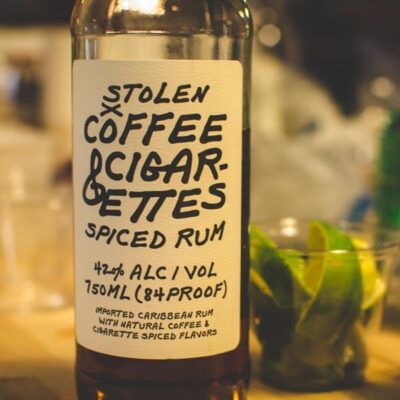 STOLEN
COFFEE
& CIGAR-
ETTES
SPICED RUM
42% ALC / VOL
750ML (84 PROOF)
IMPORTED CARIBBEAN RUM
WITH NATURAL COFFEE &
CIGARETTE SPICED FLAVORS